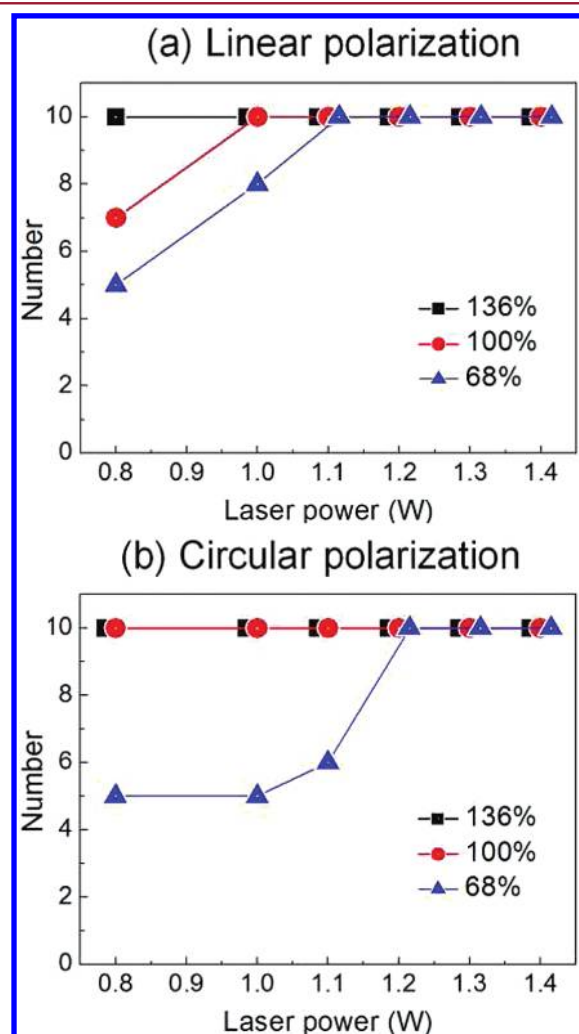 (a) Linear polarization
10
8
6
4
2
0
Number
136%
100%
68%
0.8 0.9 1.0 1.1 1.2 1.3 1.4
Laser power (W)
(b) Circular polarization
10
8
6
4
2
0
Number
136%
100%
68%
0.8 0.9 1.0 1.1 1.2 1.3 1.4
Laser power (W)